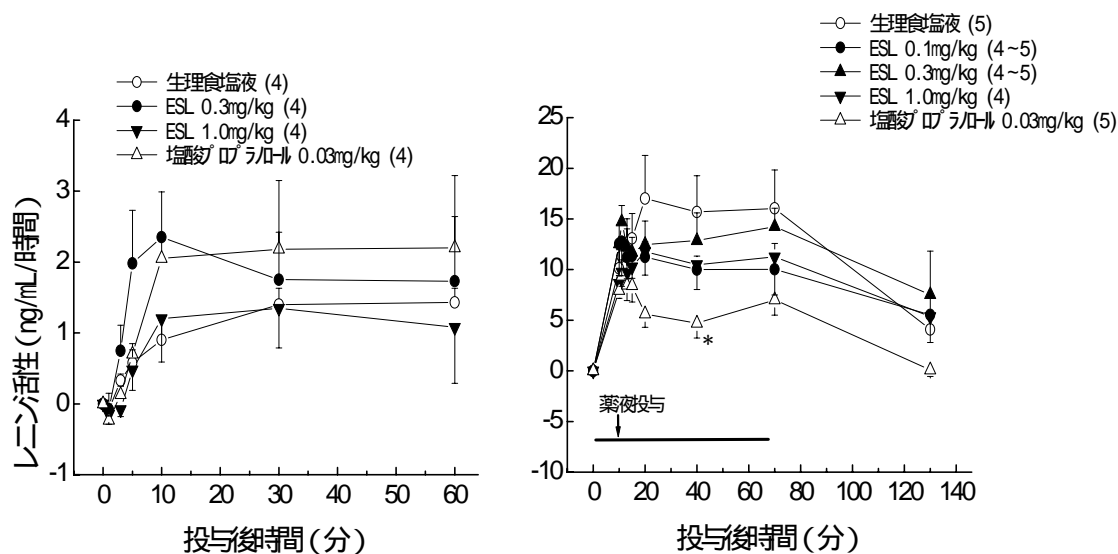 生理食塩液 (4)
ESL 0.3mg/kg (4)
ESL 1.0mg/kg (4)
塩酸プロプラノロール 0.03mg/kg (4)
レニン活性 (ng/mL/時間)
4
3
2
1
0
-1
0 10 20 30 40 50 60
投与後時間 (分)
生理食塩液 (5)
ESL 0.1mg/kg (4~5)
ESL 0.3mg/kg (4~5)
ESL 1.0mg/kg (4)
塩酸プロプラノロール 0.03mg/kg (5)
25
20
15
10
5
0
-5
-10
*
薬液投与
0 20 40 60 80 100 120 140
投与後時間 (分)